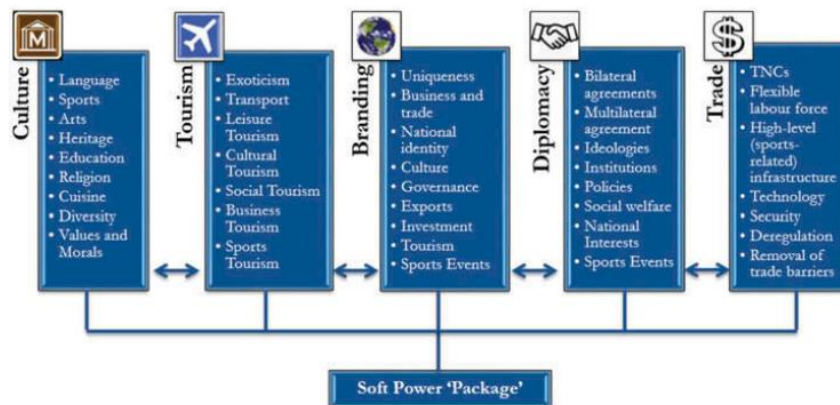 Culture
• Language
• Sports
• Arts
• Heritage
• Education
• Religion
• Cuisine
• Diversity
• Values and
Morals
Tourism
• Exoticism
• Transport
• Leisure
Tourism
• Cultural
Tourism
• Social Tourism
• Business
Tourism
• Sports
Tourism
Branding
• Uniqueness
• Business and
trade
• National
identity
• Culture
• Governance
• Exports
• Investment
• Tourism
• Sports Events
Diplomacy
• Bilateral
agreements
• Multilateral
agreement
• Ideologies
• Institutions
• Policies
• Social welfare
• National
Interests
• Sports Events
Trade
• TNCs
• Flexible
labour force
• High-level
(sports-
related)
infrastructure
• Technology
• Security
• Deregulation
• Removal of
trade barriers
M
$
Soft Power ‘Package’